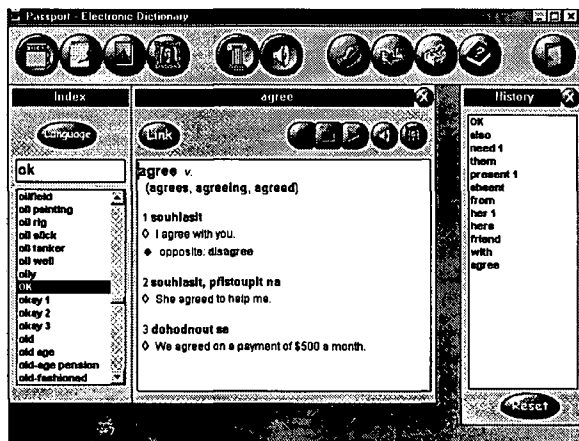 Passport - Electronic Dictionary
Index
Language
ok
oilfield
oil painting
oil rig
oil slick
oil tanker
oil well
oily
OK
okay 1
okay 2
okay 3
old
old age
old-age pension
old-fashioned
agree
Link
agree v.
(agrees, agreeing, agreed)
1 souhlasit
◊ I agree with you.
♦ opposite: disagree
2 souhlasit, přistoupit na
◊ She agreed to help me.
3 dohodnout se
◊ We agreed on a payment of $500 a month.
History
OK
also
need 1
them
present 1
absent
from
her 1
here
friend
with
agree
Reset